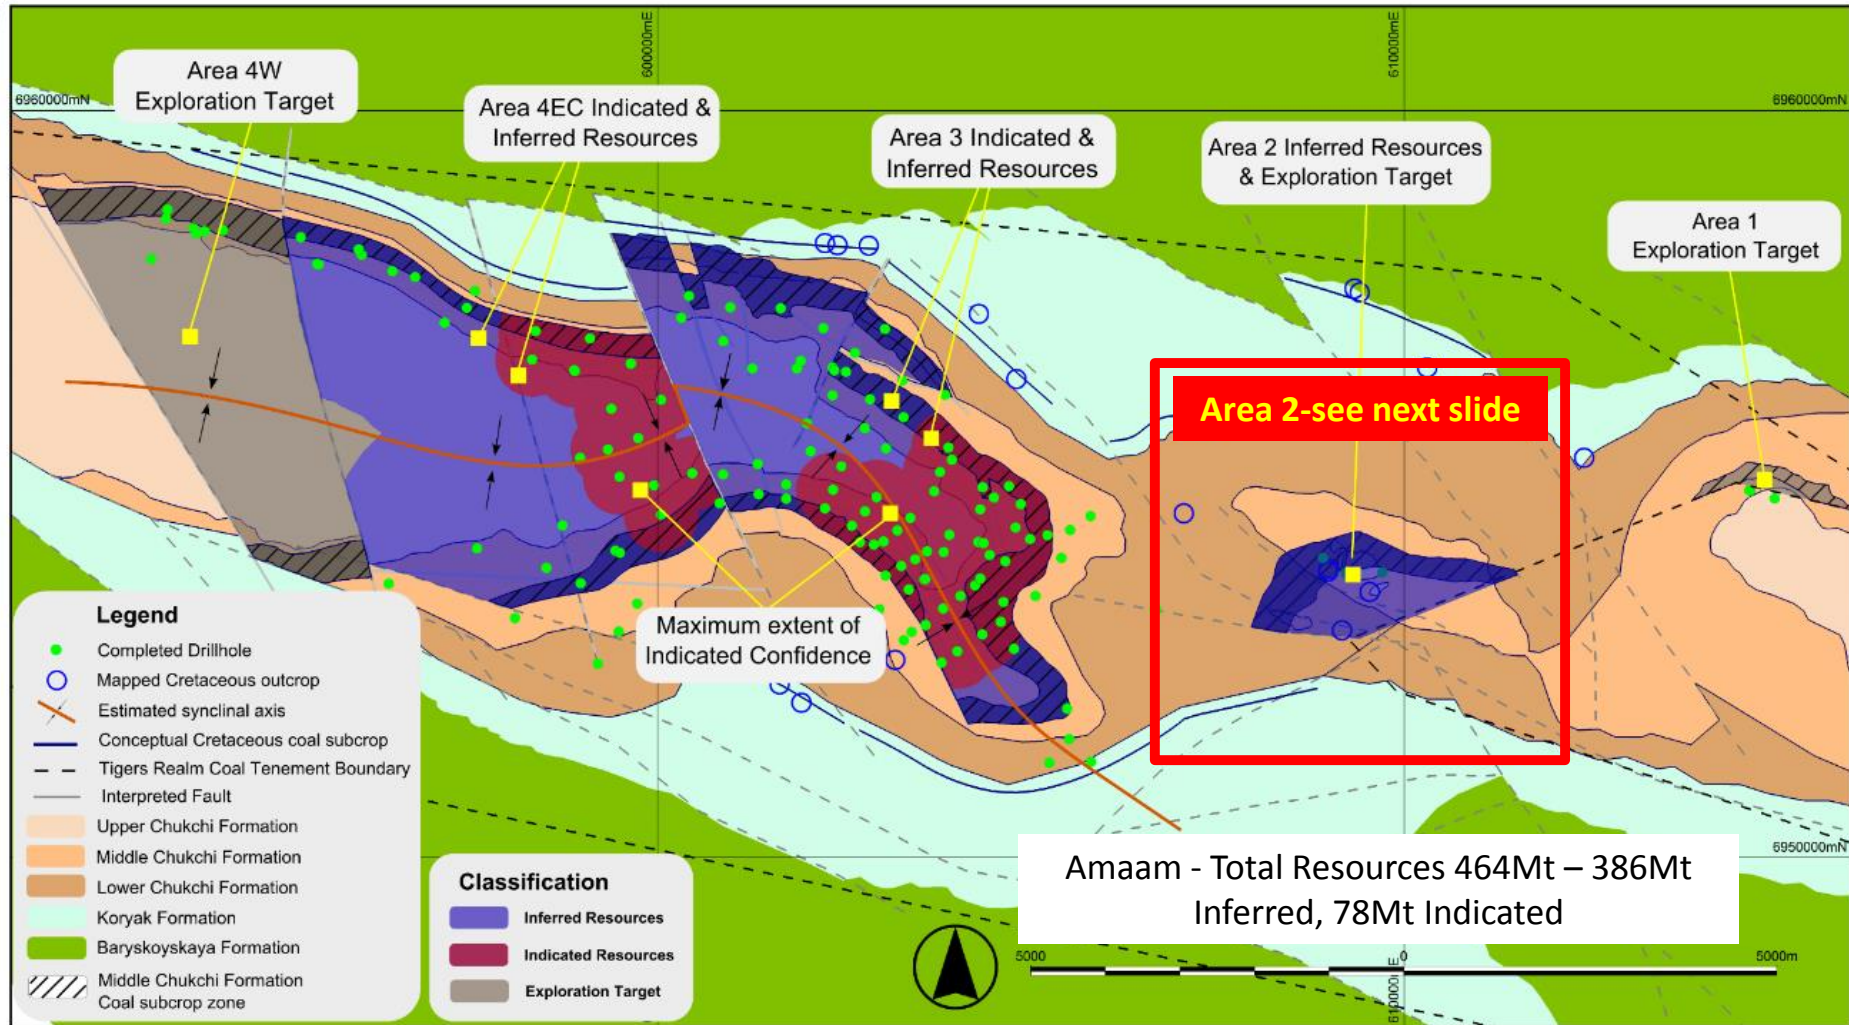 600000mE
610000mE
Area 4W
Exploration Target
6960000mN
6960000mN
Area 4EC Indicated &
Inferred Resources
Area 3 Indicated &
Inferred Resources
Area 2 Inferred Resources
& Exploration Target
Area 1
Exploration Target
Area 2-see next slide
Maximum extent of
Indicated Confidence
Legend
Completed Drillhole
Mapped Cretaceous outcrop
Estimated synclinal axis
Conceptual Cretaceous coal subcrop
Tigers Realm Coal Tenement Boundary
Interpreted Fault
Upper Chukchi Formation
Middle Chukchi Formation
Lower Chukchi Formation
Koryak Formation
Baryskoyskaya Formation
Middle Chukchi Formation
Coal subcrop zone
Classification
Inferred Resources
Indicated Resources
Exploration Target
6950000mN
Amaam - Total Resources 464Mt – 386Mt
Inferred, 78Mt Indicated
5000
0
5000m